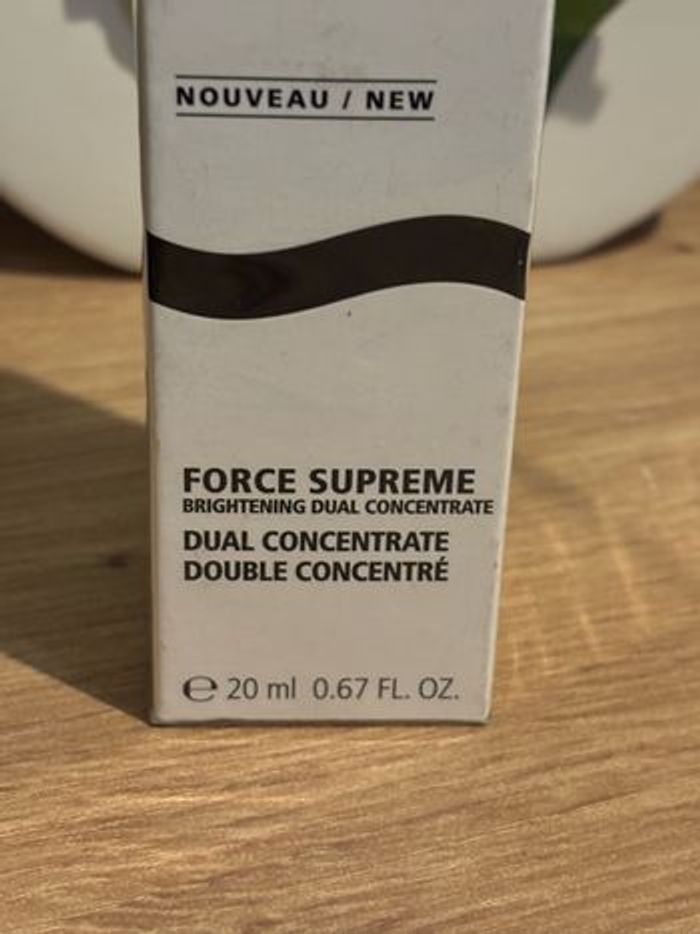 NOUVEAU / NEW
FORCE SUPREME
BRIGHTENING DUAL CONCENTRATE
DUAL CONCENTRATE
DOUBLE CONCENTRÉ
℮ 20 ml 0.67 FL. OZ.